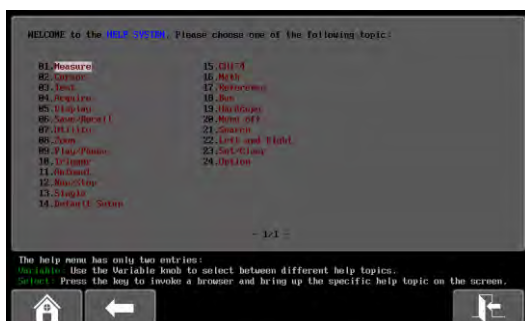 WELCOME to the HELP SYSTEM. Please choose one of the following topic:
01.Measure
02.Cursor
03.Test
04.Acquire
05.Display
06.Save/Recall
07.Utility
08.Zoom
09.Play/Pause
10.Trigger
11.Autoset
12.Run/Stop
13.Single
14.Default Setup
15.CH1~4
16.Math
17.Reference
18.Bus
19.Hardcopy
20.Menu Off
21.Search
22.Left and Right
23.Set/Clear
24.Option
- 1/1 -
The help menu has only two entries:
Variable: Use the Variable knob to select between different help topics.
Select: Press the key to invoke a browser and bring up the specific help topic on the screen.